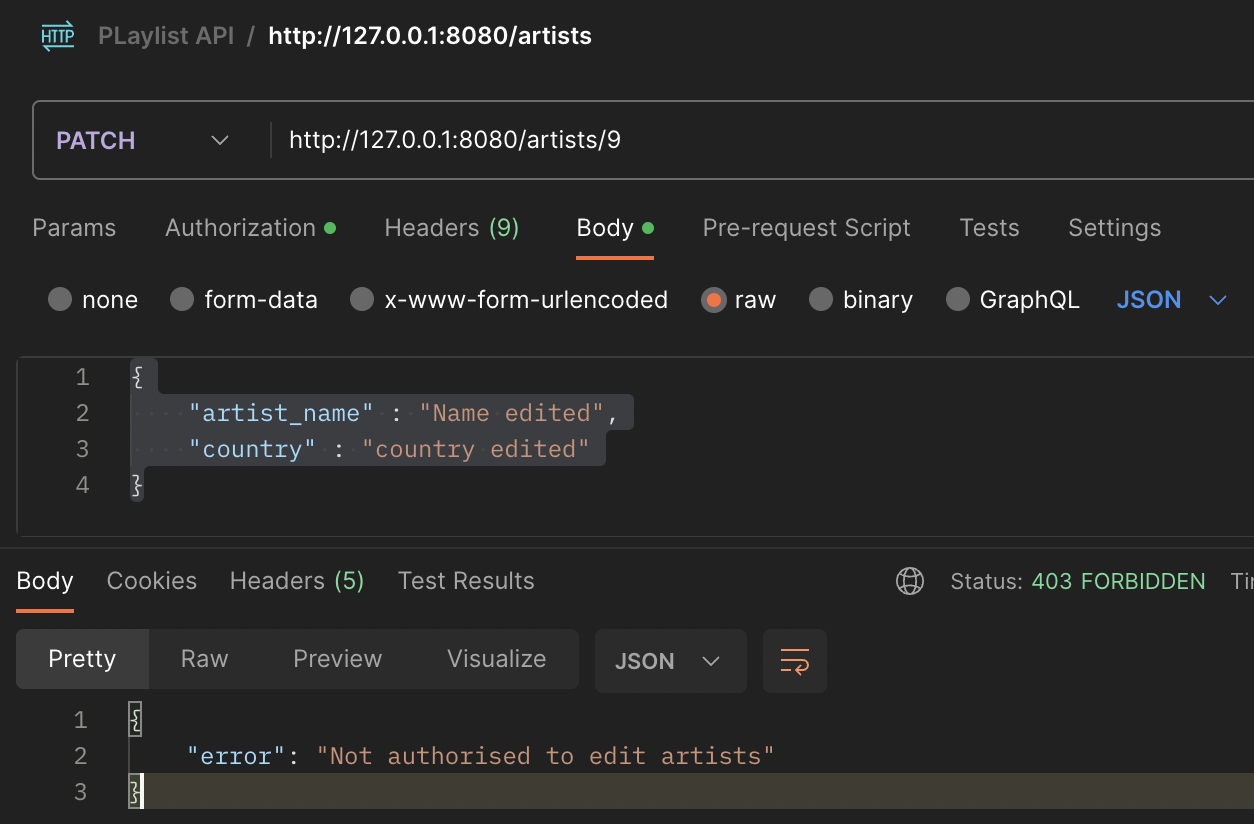 HTTP PLaylist API / http://127.0.0.1:8080/artists
PATCH http://127.0.0.1:8080/artists/9
Params Authorization Headers (9) Body Pre-request Script Tests Settings
none form-data x-www-form-urlencoded raw binary GraphQL JSON
1 {
2 "artist_name" : "Name edited",
3 "country" : "country edited"
4 }
Body Cookies Headers (5) Test Results Status: 403 FORBIDDEN
Pretty Raw Preview Visualize JSON
1 {
2 "error": "Not authorised to edit artists"
3 }